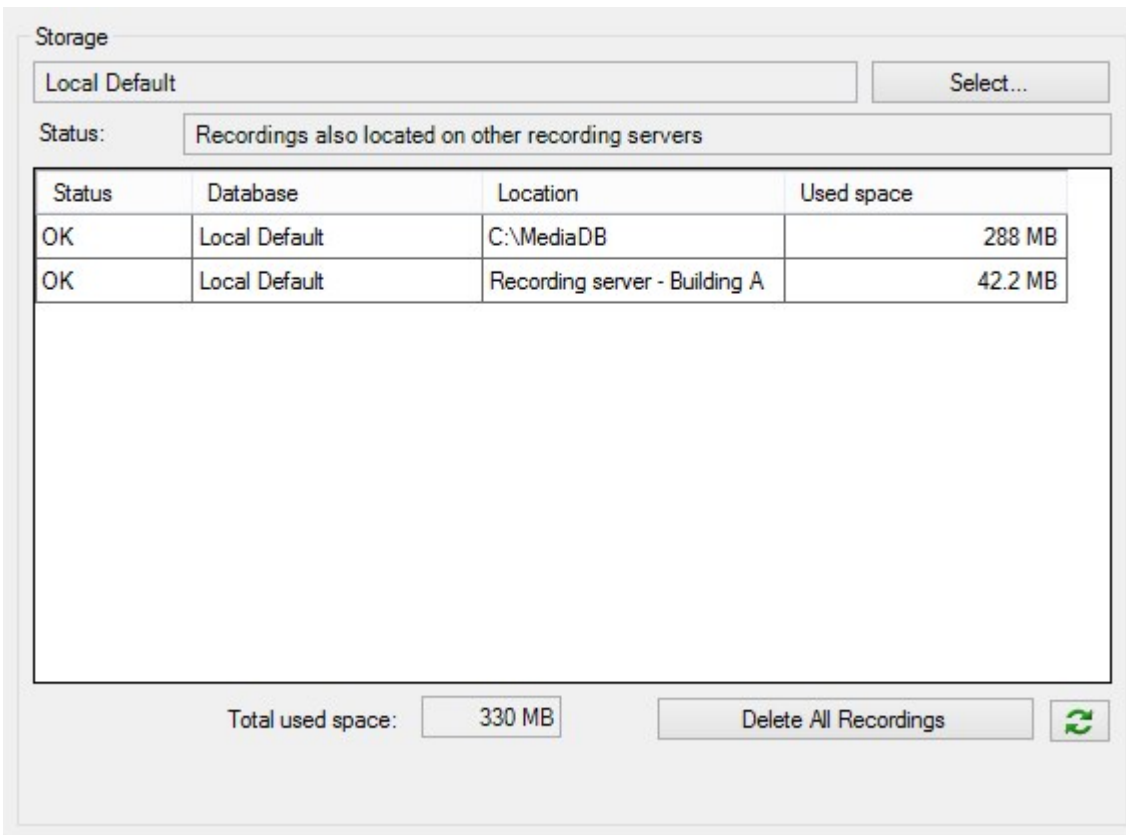 Storage
Local Default Select...
Status: Recordings also located on other recording servers
Status Database Location Used space
OK Local Default C:\MediaDB 288 MB
OK Local Default Recording server - Building A 42.2 MB
Total used space: 330 MB Delete All Recordings